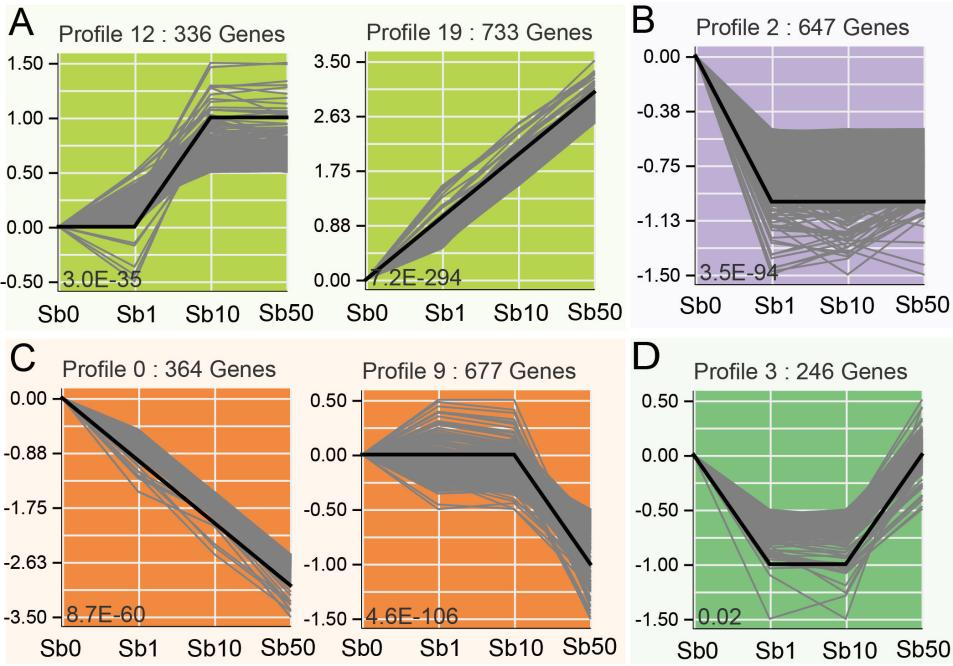 A
Profile 12 : 336 Genes
1.50
1.00
0.50
0.00
-0.50
3.0E-35
Sb0 Sb1 Sb10 Sb50
Profile 19 : 733 Genes
3.50
2.63
1.75
0.88
0.00
7.2E-294
Sb0 Sb1 Sb10 Sb50
B
Profile 2 : 647 Genes
0.00
-0.38
-0.75
-1.13
-1.50
3.5E-94
Sb0 Sb1 Sb10 Sb50
C
Profile 0 : 364 Genes
0.00
-0.88
-1.75
-2.63
-3.50
8.7E-60
Sb0 Sb1 Sb10 Sb50
Profile 9 : 677 Genes
0.50
0.00
-0.50
-1.00
-1.50
4.6E-106
Sb0 Sb1 Sb10 Sb50
D
Profile 3 : 246 Genes
0.50
0.00
-0.50
-1.00
-1.50
0.02
Sb0 Sb1 Sb10 Sb50